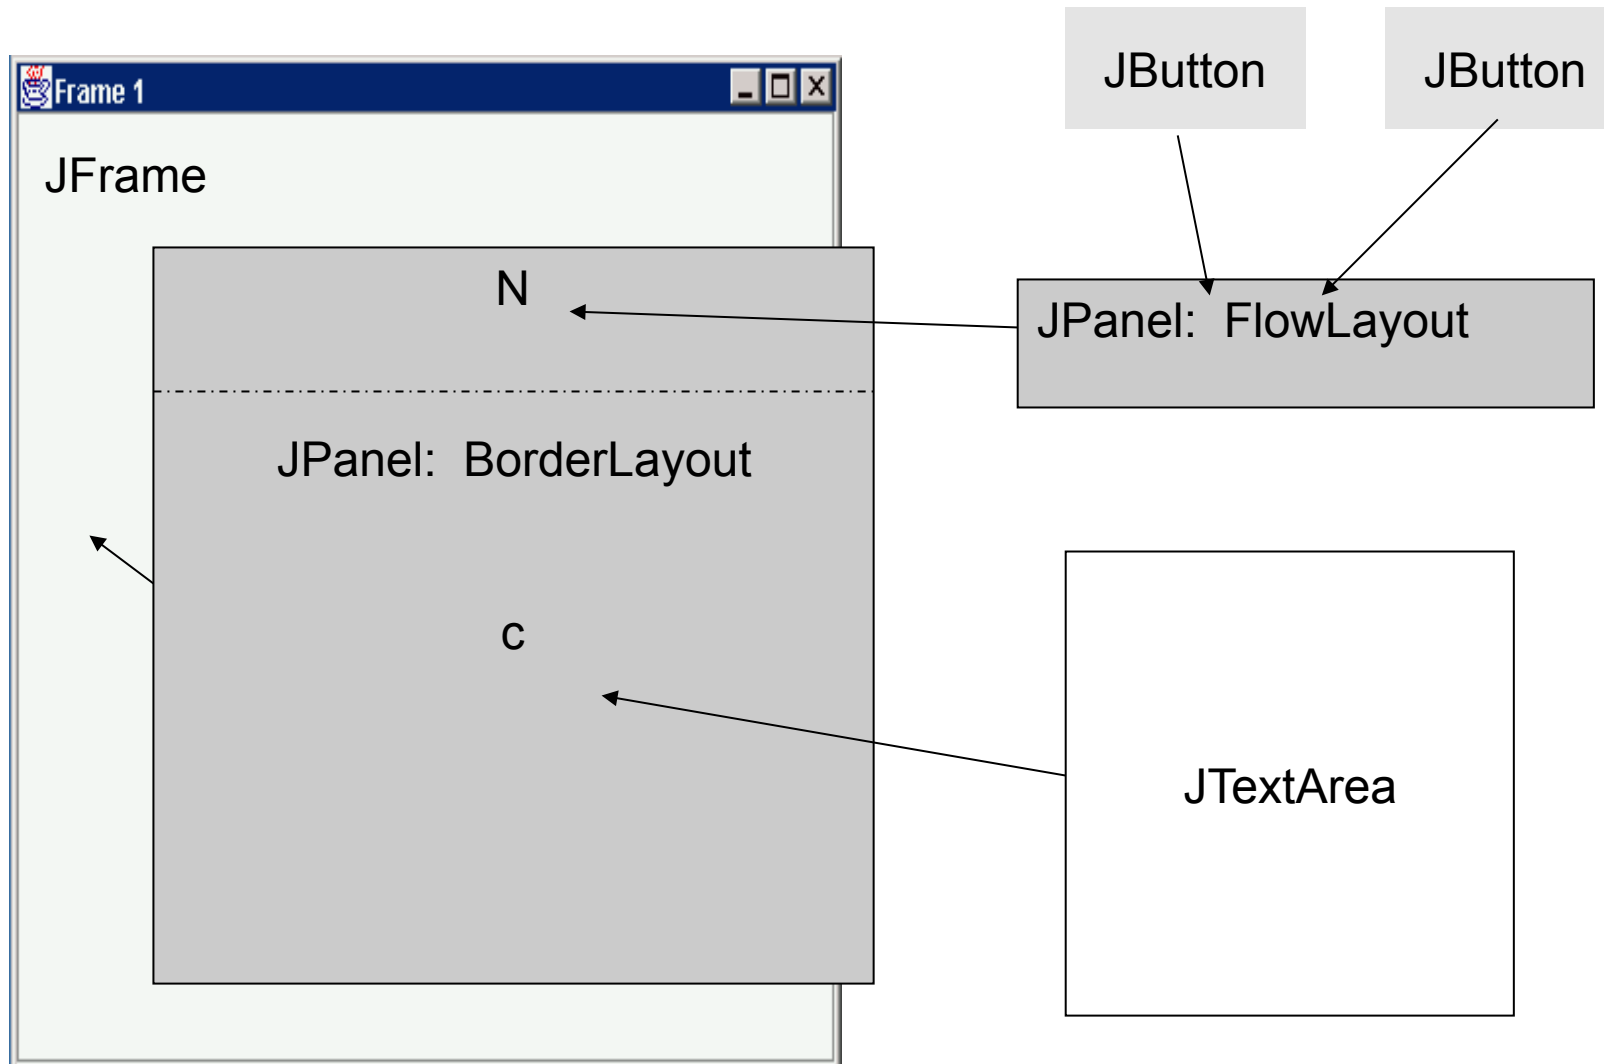 Frame 1
JFrame
N
JPanel: BorderLayout
c
JButton
JButton
JPanel: FlowLayout
JTextArea